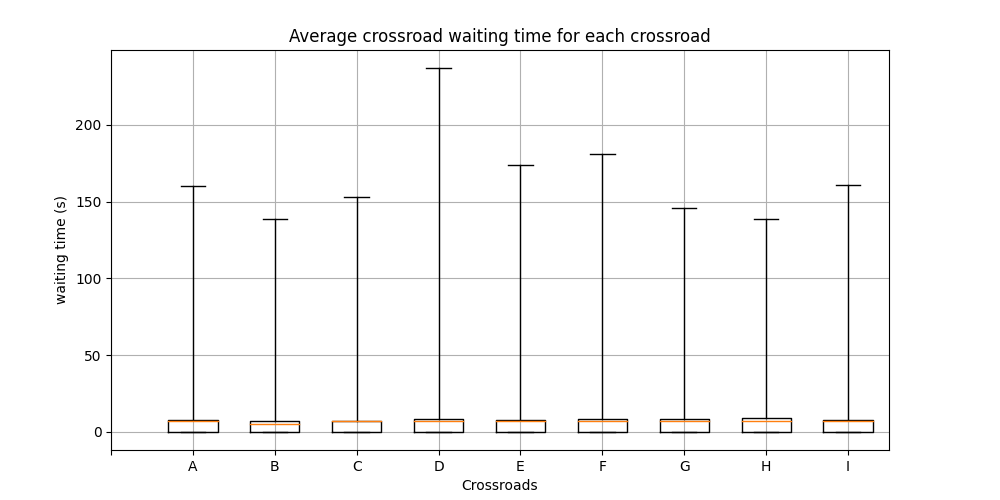 Average crossroad waiting time for each crossroad
waiting time (s)
200
150
100
50
0
A B C D E F G H I
Crossroads